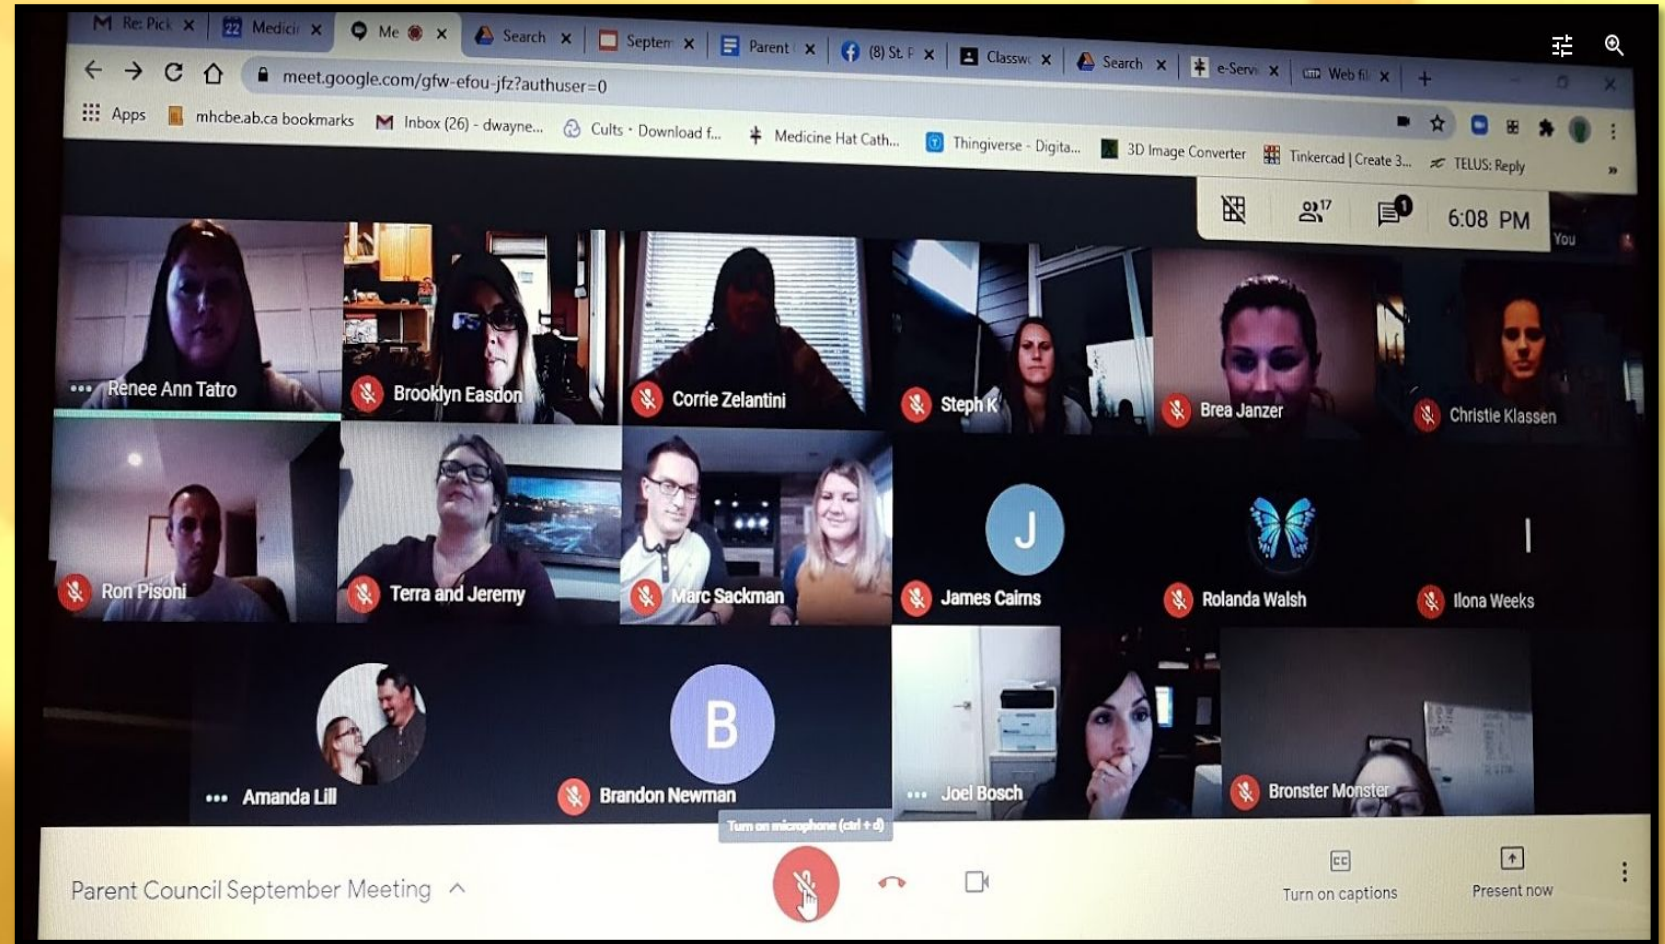 Re: Pick
22 Medicin
Me
Search
Septem
Parent
(8) St. P
Classwo
Search
e-Servi
Web fil
meet.google.com/gfw-efou-jfz?authuser=0
Apps
mhcbe.ab.ca bookmarks
Inbox (26) - dwayne...
Cults · Download f...
Medicine Hat Cath...
Thingiverse - Digita...
3D Image Converter
Tinkercad | Create 3...
TELUS: Reply
»
17
1
6:08 PM
You
Renee Ann Tatro
Brooklyn Easdon
Corrie Zelantini
Steph K
Brea Janzer
Christie Klassen
Ron Pisoni
Terra and Jeremy
Marc Sackman
J
James Cairns
Rolanda Walsh
I
Ilona Weeks
Amanda Lill
B
Brandon Newman
Joel Bosch
Bronster Monster
Turn on microphone (ctrl + d)
Parent Council September Meeting
CC
Turn on captions
Present now